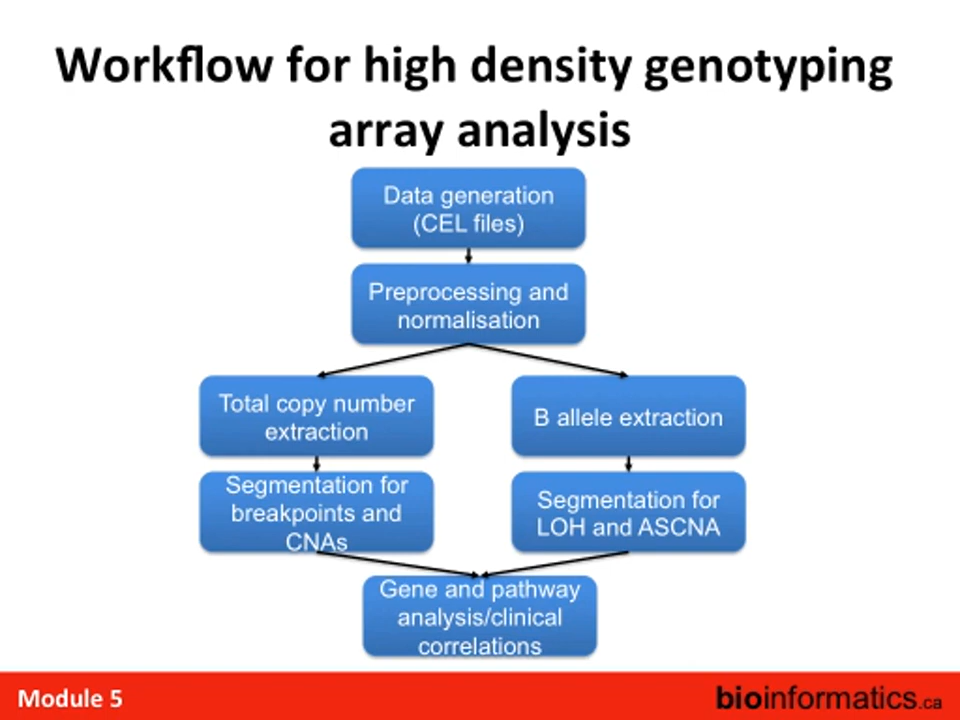 Workflow for high density genotyping
array analysis
Data generation
(CEL files)
Preprocessing and
normalisation
Total copy number
extraction
B allele extraction
Segmentation for
breakpoints and
CNAs
Segmentation for
LOH and ASCNA
Gene and pathway
analysis/clinical
correlations
Module 5
bioinformatics.ca